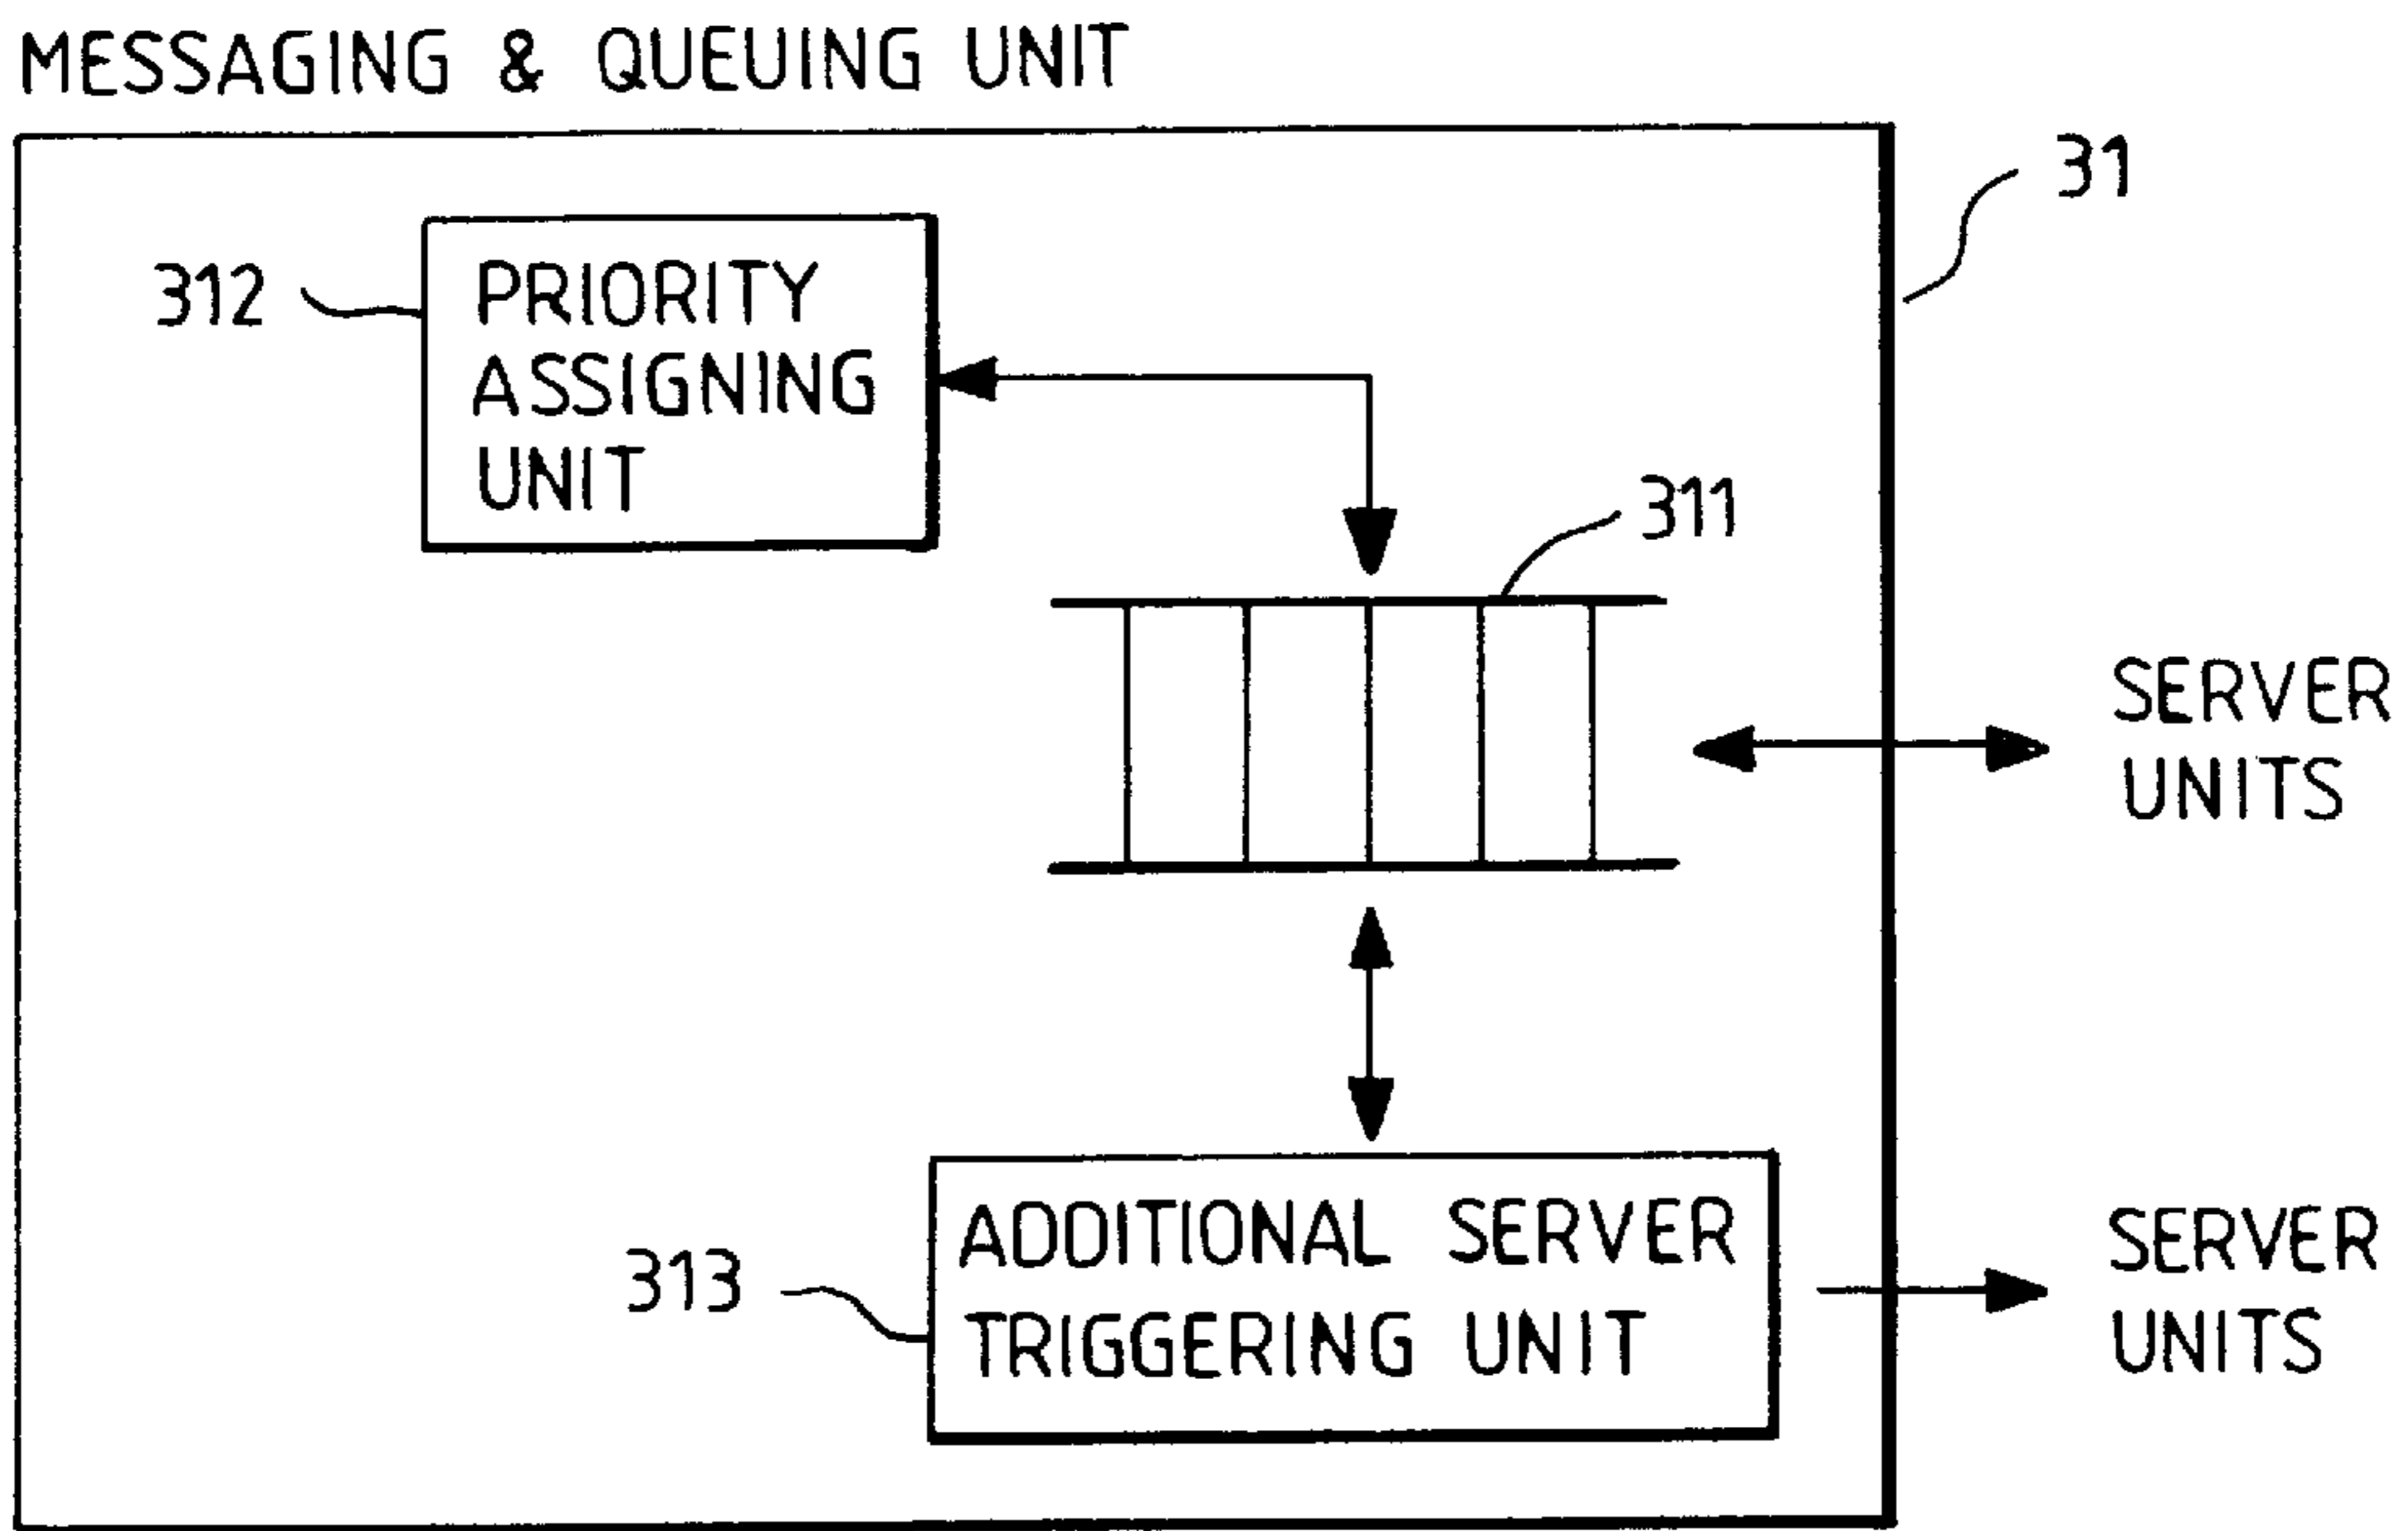 MESSAGING & QUEUING UNIT
31
312
PRIORITY
ASSIGNING
UNIT
311
SERVER
UNITS
313
ADDITIONAL SERVER
TRIGGERING UNIT
SERVER
UNITS